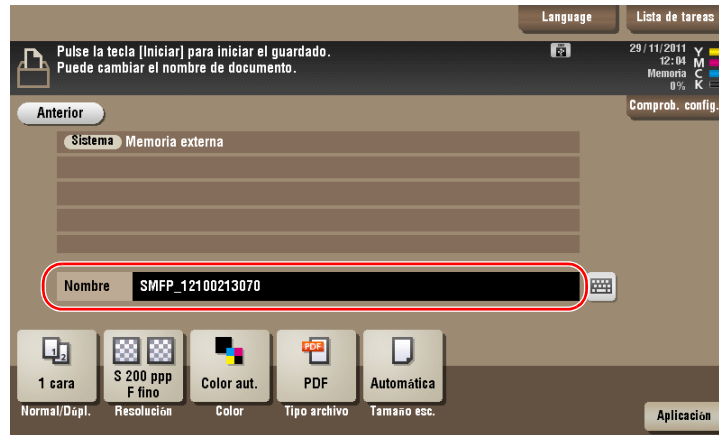 Language
Lista de tareas
Pulse la tecla [Iniciar] para iniciar el guardado.
Puede cambiar el nombre de documento.
29/11/2011
12:04
Memoria
0%
Y
M
C
K
Anterior
Comprob. config.
Sistema Memoria externa
Nombre SMFP_12100213070
1 2
1 cara
S 200 ppp
F fino
Color aut.
PDF
PDF
Automática
Normal/Dúpl.
Resolución
Color
Tipo archivo
Tamaño esc.
Aplicación